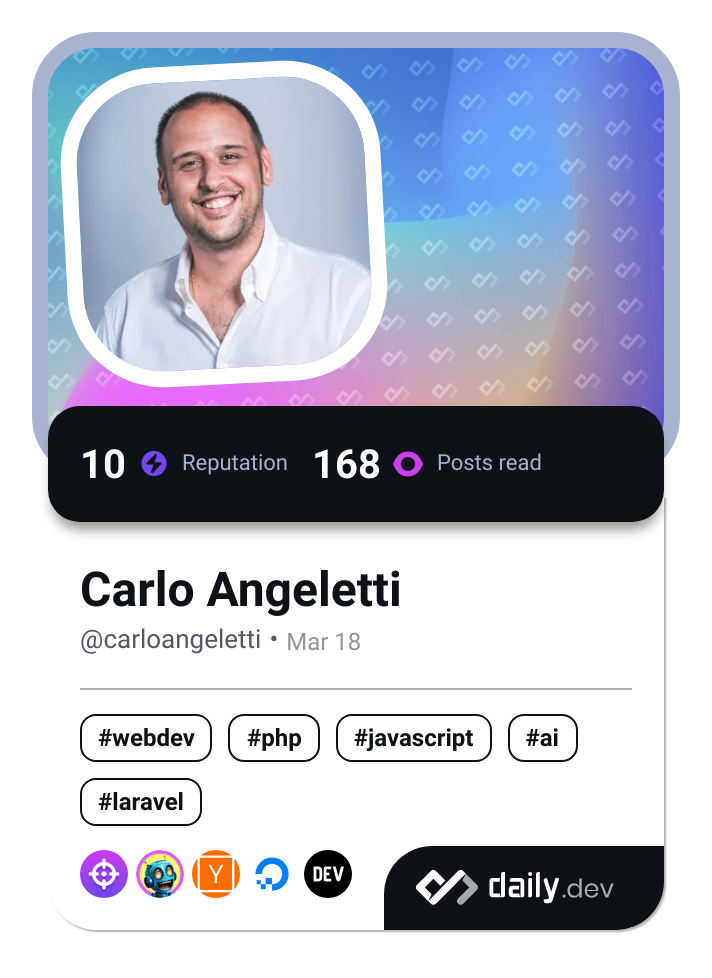 10 Reputation 168 Posts read
Carlo Angeletti
@carloangeletti • Mar 18
#webdev #php #javascript #ai
#laravel
Y DEV daily.dev